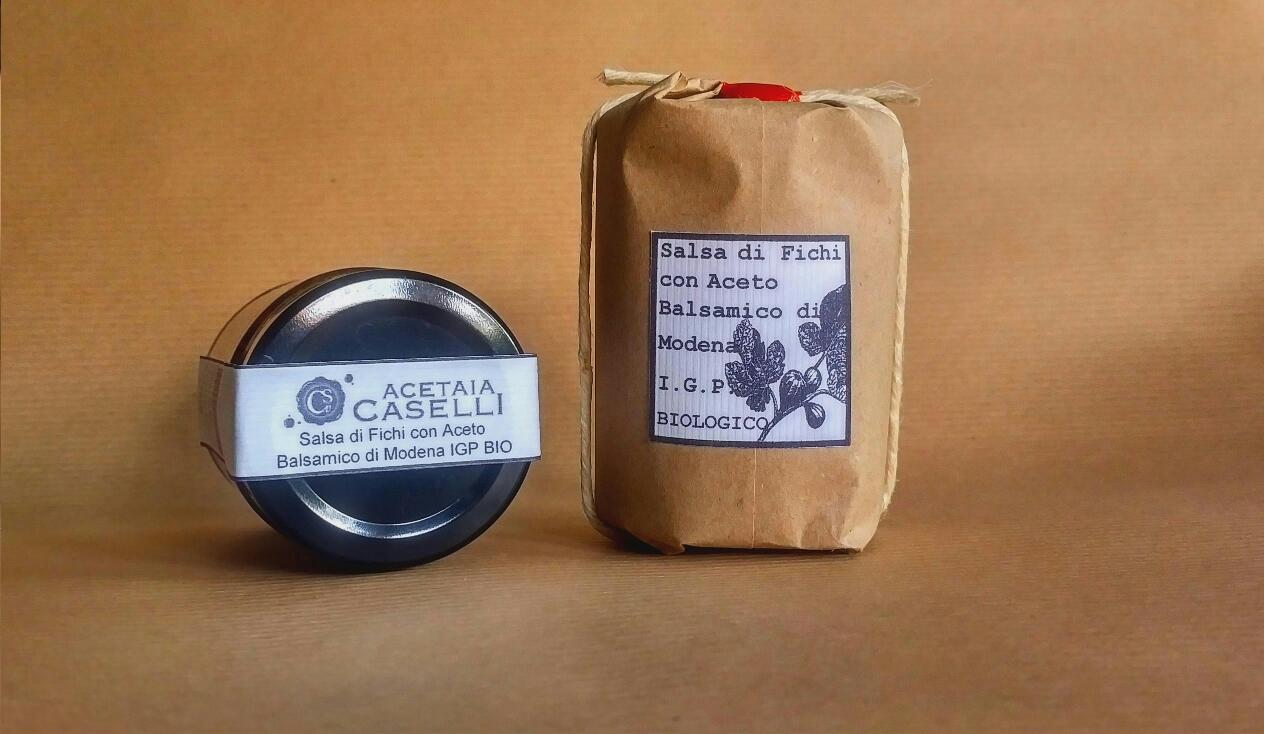 CSG
ACETAIA
CASELLI
Salsa di Fichi con Aceto
Balsamico di Modena IGP BIO
Salsa di Fichi
con Aceto
Balsamico di
Modena
I.G.P.
BIOLOGICO